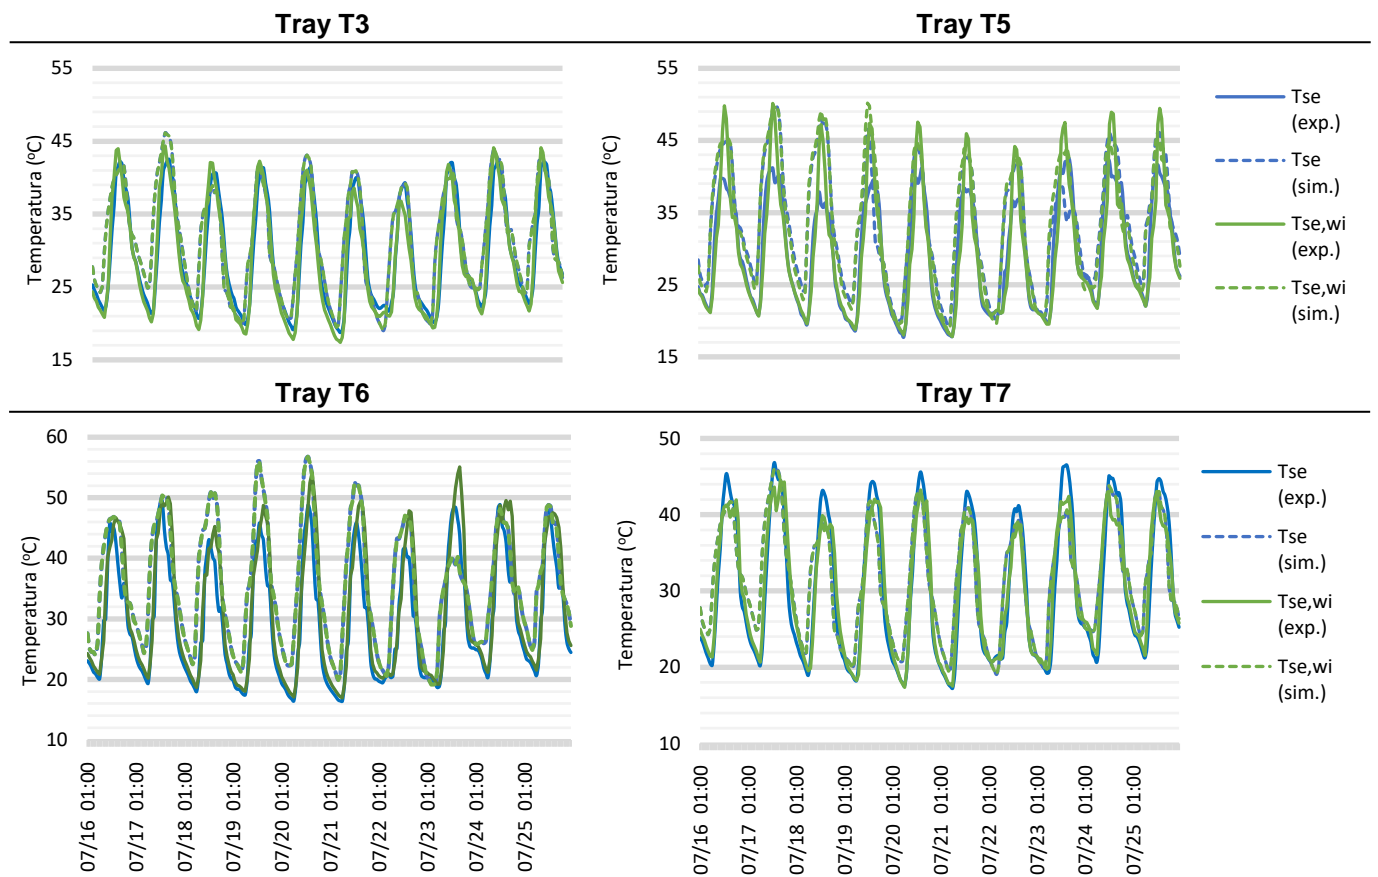 Tray T3
Tray T5
55
45
35
25
15
Temperatura (ºC)
55
45
35
25
15
Temperatura (ºC)
Tse
(exp.)
Tse
(sim.)
Tse,wi
(exp.)
Tse,wi
(sim.)
Tray T6
Tray T7
60
50
40
30
20
10
Temperatura (ºC)
07/16 01:00
07/17 01:00
07/18 01:00
07/19 01:00
07/20 01:00
07/21 01:00
07/22 01:00
07/23 01:00
07/24 01:00
07/25 01:00
50
40
30
20
10
Temperatura (ºC)
07/16 01:00
07/17 01:00
07/18 01:00
07/19 01:00
07/20 01:00
07/21 01:00
07/22 01:00
07/23 01:00
07/24 01:00
07/25 01:00
Tse
(exp.)
Tse
(sim.)
Tse,wi
(exp.)
Tse,wi
(sim.)